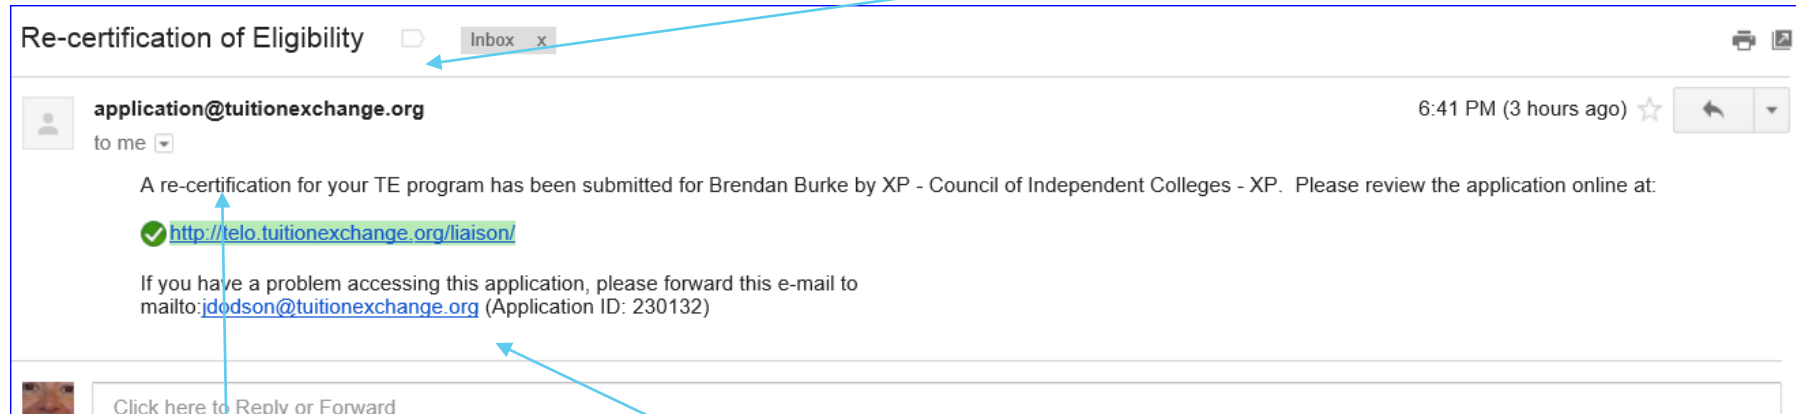 Re-certification of Eligibility Inbox x
application@tuitionexchange.org 6:41 PM (3 hours ago)
to me
A re-certification for your TE program has been submitted for Brendan Burke by XP - Council of Independent Colleges - XP.  Please review the application online at:
http://telo.tuitionexchange.org/liaison/
If you have a problem accessing this application, please forward this e-mail to
mailto:jdodson@tuitionexchange.org (Application ID: 230132)
Click here to Reply or Forward